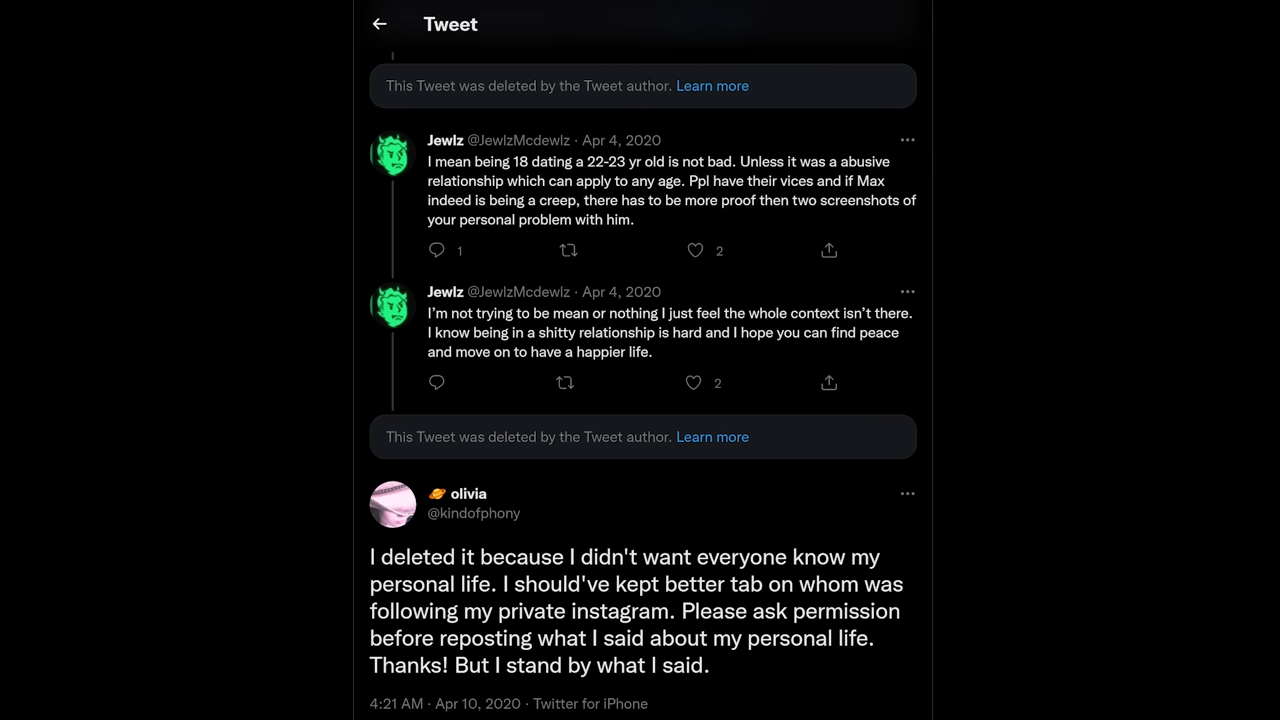 Tweet
This Tweet was deleted by the Tweet author. Learn more
Jewlz @JewlzMcdewlz · Apr 4, 2020
I mean being 18 dating a 22-23 yr old is not bad. Unless it was a abusive
relationship which can apply to any age. Ppl have their vices and if Max
indeed is being a creep, there has to be more proof then two screenshots of
your personal problem with him.
1 2
Jewlz @JewlzMcdewlz · Apr 4, 2020
I’m not trying to be mean or nothing I just feel the whole context isn’t there.
I know being in a shitty relationship is hard and I hope you can find peace
and move on to have a happier life.
2
This Tweet was deleted by the Tweet author. Learn more
🪐 olivia
@kindofphony
I deleted it because I didn't want everyone know my
personal life. I should've kept better tab on whom was
following my private instagram. Please ask permission
before reposting what I said about my personal life.
Thanks! But I stand by what I said.
4:21 AM · Apr 10, 2020 · Twitter for iPhone